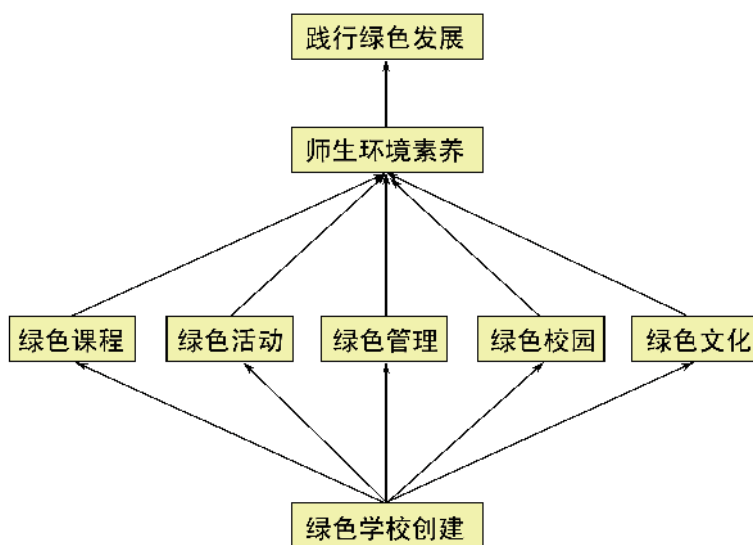 践行绿色发展
师生环境素养
绿色课程
绿色活动
绿色管理
绿色校园
绿色文化
绿色学校创建